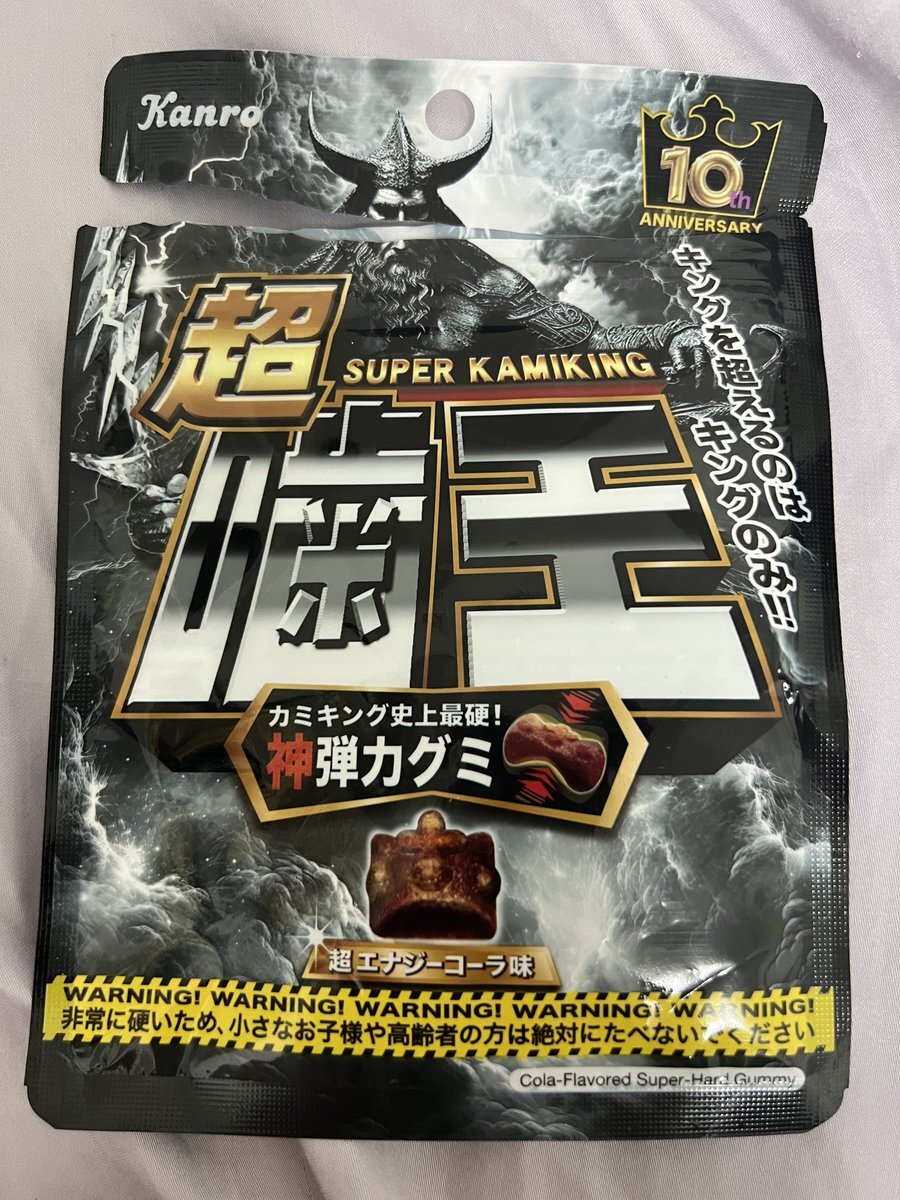 Kanro
10th
ANNIVERSARY
キングを超えるのは
キングのみ!!
超
SUPER KAMIKING
噛王
カミキング史上最硬!
神弾力グミ
超エナジーコーラ味
WARNING! WARNING! WARNING! WARNING! WARNING!
非常に硬いため、小さなお子様や高齢者の方は絶対にたべないでください
Cola-Flavored Super-Hard Gummy